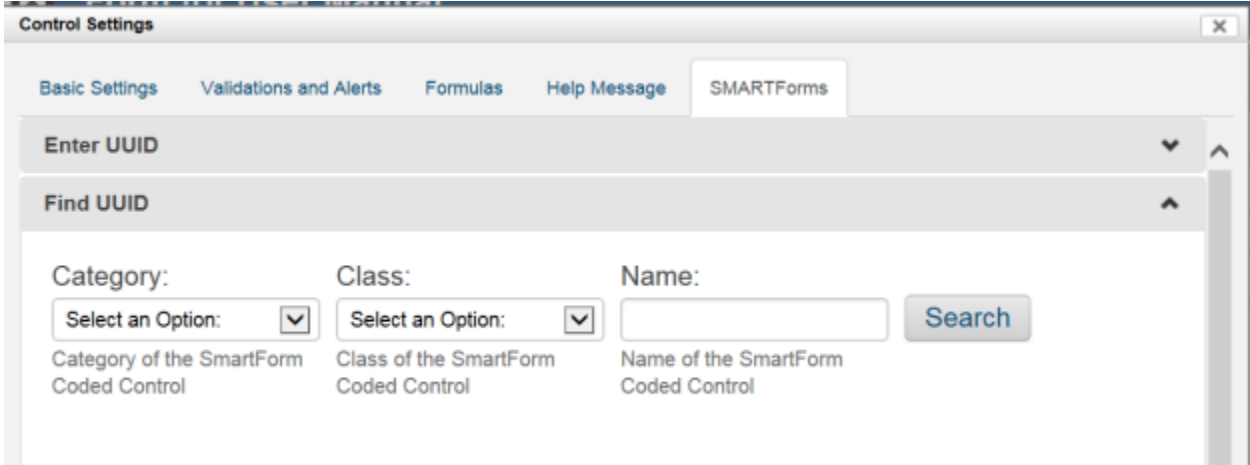 Control Settings
Basic Settings Validations and Alerts Formulas Help Message SMARTForms
Enter UUID
Find UUID
Category: Class: Name:
Select an Option: Select an Option: Search
Category of the SmartForm Class of the SmartForm Name of the SmartForm
Coded Control Coded Control Coded Control